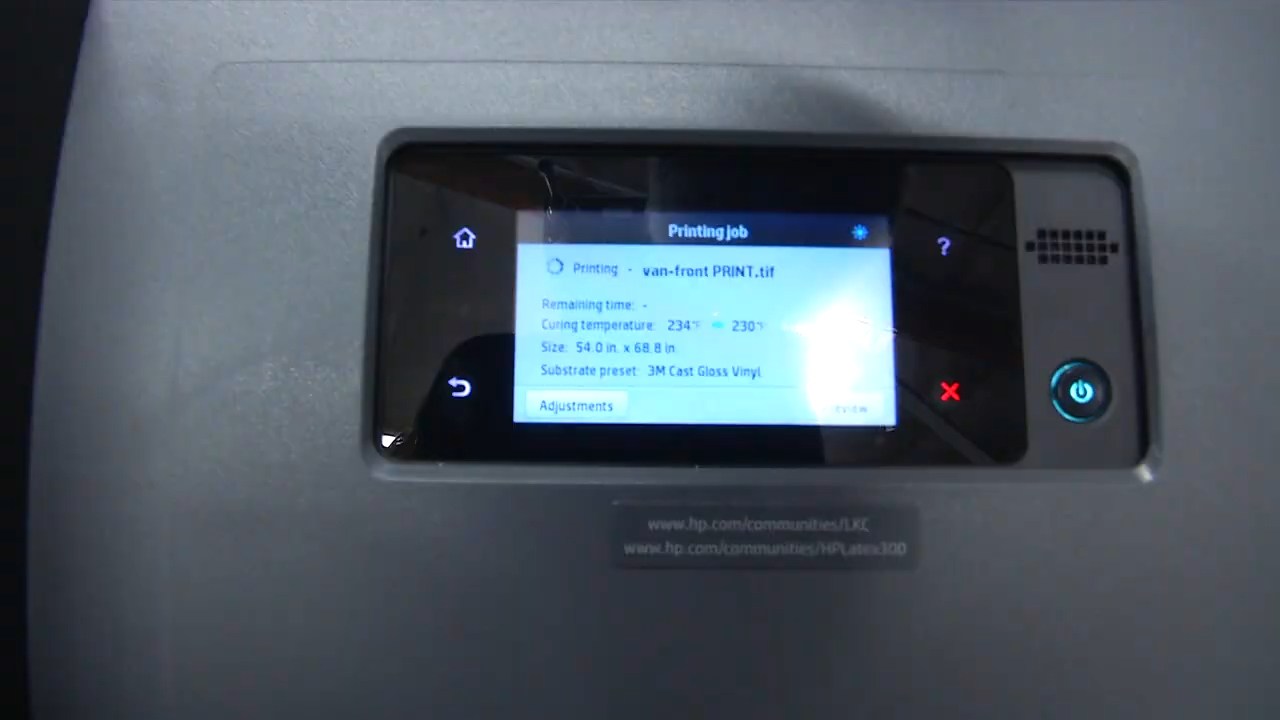 Printing job
?
Printing - van-front PRINT.tif
Remaining time: -
Curing temperature: 234°F 230°F
Size: 54.0 in. x 68.8 in.
Substrate preset: 3M Cast Gloss Vinyl
Adjustments
www.hp.com/communities/LKC
www.hp.com/communities/HPLatex300